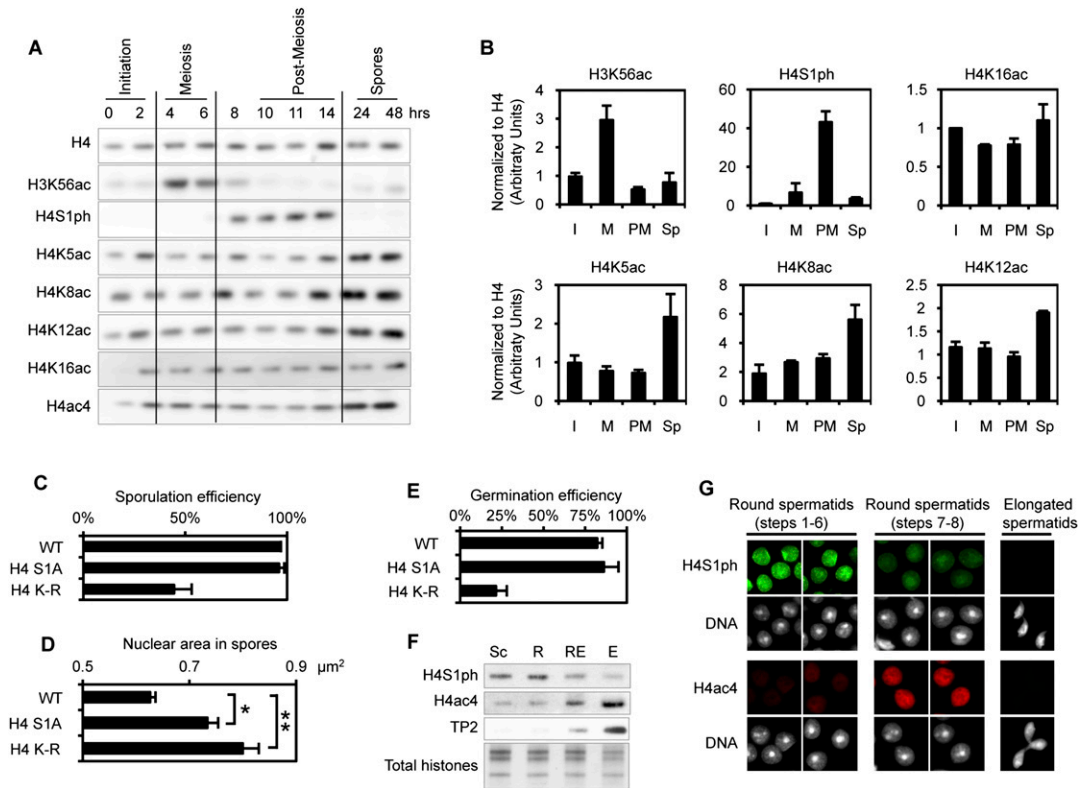 A
Initiation
Meiosis
Post-Meiosis
Spores
0 2 4 6 8 10 11 14 24 48 hrs
H4
H3K56ac
H4S1ph
H4K5ac
H4K8ac
H4K12ac
H4K16ac
H4ac4
B
H3K56ac
Normalized to H4
(Arbitraty Units)
4
3
2
1
0
I M PM Sp
H4S1ph
60
40
20
0
I M PM Sp
H4K16ac
1.5
1
0.5
0
I M PM Sp
H4K5ac
Normalized to H4
(Arbitraty Units)
3
2
1
0
I M PM Sp
H4K8ac
8
6
4
2
0
I M PM Sp
H4K12ac
2.5
2
1.5
1
0.5
0
I M PM Sp
C
Sporulation efficiency
0% 50% 100%
WT
H4 S1A
H4 K-R
D
Nuclear area in spores
0.5 0.7 0.9 µm²
WT
H4 S1A
H4 K-R
*
**
E
Germination efficiency
0% 25% 50% 75% 100%
WT
H4 S1A
H4 K-R
F
Sc R RE E
H4S1ph
H4ac4
TP2
Total histones
G
Round spermatids
(steps 1-6)
Round spermatids
(steps 7-8)
Elongated
spermatids
H4S1ph
DNA
H4ac4
DNA